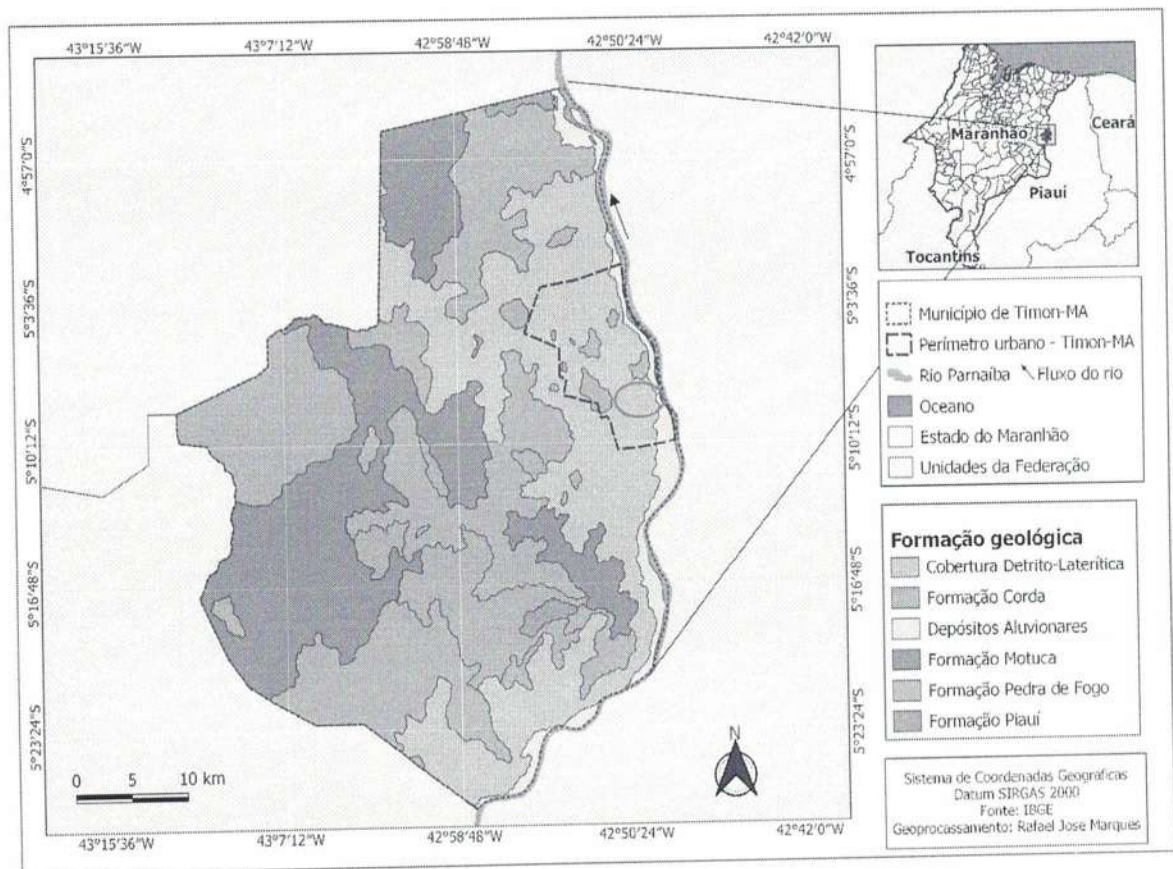 43°15'36"W 43°7'12"W 42°58'48"W 42°50'24"W 42°42'0"W
4°57'0"S
5°3'36"S
5°10'12"S
5°16'48"S
5°23'24"S
4°57'0"S
5°3'36"S
5°10'12"S
5°16'48"S
5°23'24"S
0 5 10 km
N
43°15'36"W 43°7'12"W 42°58'48"W 42°50'24"W 42°42'0"W
Maranhão
Ceará
Piauí
Tocantins
Município de Timon-MA
Perímetro urbano - Timon-MA
Rio Parnaíba Fluxo do rio
Oceano
Estado do Maranhão
Unidades da Federação
Formação geológica
Cobertura Detrito-Laterítica
Formação Corda
Depósitos Aluvionares
Formação Motuca
Formação Pedra de Fogo
Formação Piauí
Sistema de Coordenadas Geográficas
Datum SIRGAS 2000
Fonte: IBGE
Geoprocassamento: Rafael Jose Marques